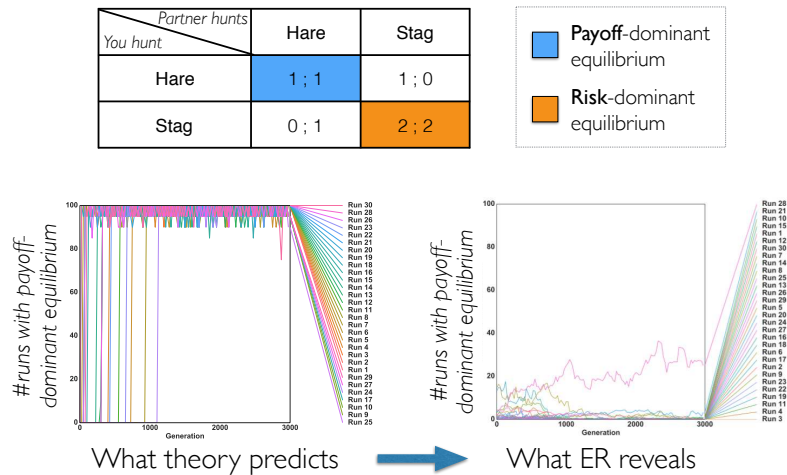 Partner hunts
You hunt
Hare
Stag
Hare
1 ; 1
1 ; 0
Stag
0 ; 1
2 ; 2
Payoff-dominant
equilibrium
Risk-dominant
equilibrium
#runs with payoff-
dominant equilibrium
100
80
60
40
20
0
0
1000
2000
3000
Generation
Run 30
Run 28
Run 26
Run 23
Run 22
Run 21
Run 20
Run 19
Run 18
Run 16
Run 15
Run 14
Run 13
Run 12
Run 11
Run 8
Run 7
Run 6
Run 5
Run 4
Run 3
Run 2
Run 1
Run 29
Run 27
Run 24
Run 17
Run 10
Run 9
Run 25
What theory predicts
#runs with payoff-
dominant equilibrium
100
80
60
40
20
0
0
1000
2000
3000
Generation
Run 28
Run 21
Run 10
Run 15
Run 1
Run 12
Run 30
Run 7
Run 14
Run 8
Run 25
Run 13
Run 26
Run 29
Run 5
Run 20
Run 24
Run 27
Run 16
Run 18
Run 6
Run 17
Run 2
Run 9
Run 23
Run 22
Run 19
Run 11
Run 4
Run 3
What ER reveals